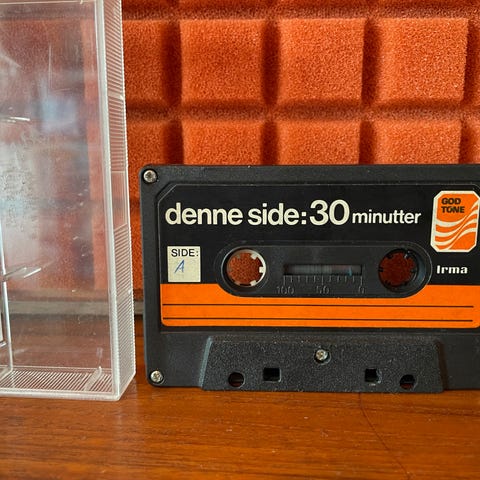 denne side: 30 minutter
GOD
TONE
SIDE:
A
Irma
100 50 0